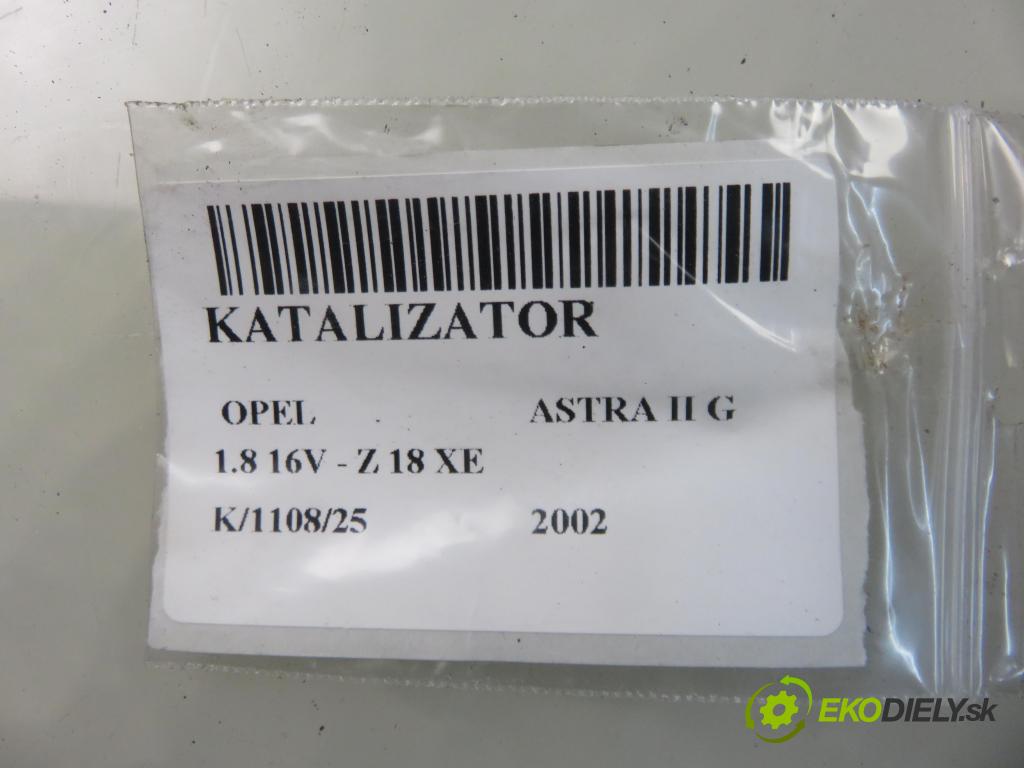 KATALIZATOR
OPEL ASTRA II G
1.8 16V - Z 18 XE
K/1108/25 2002
EKODIELY.sk